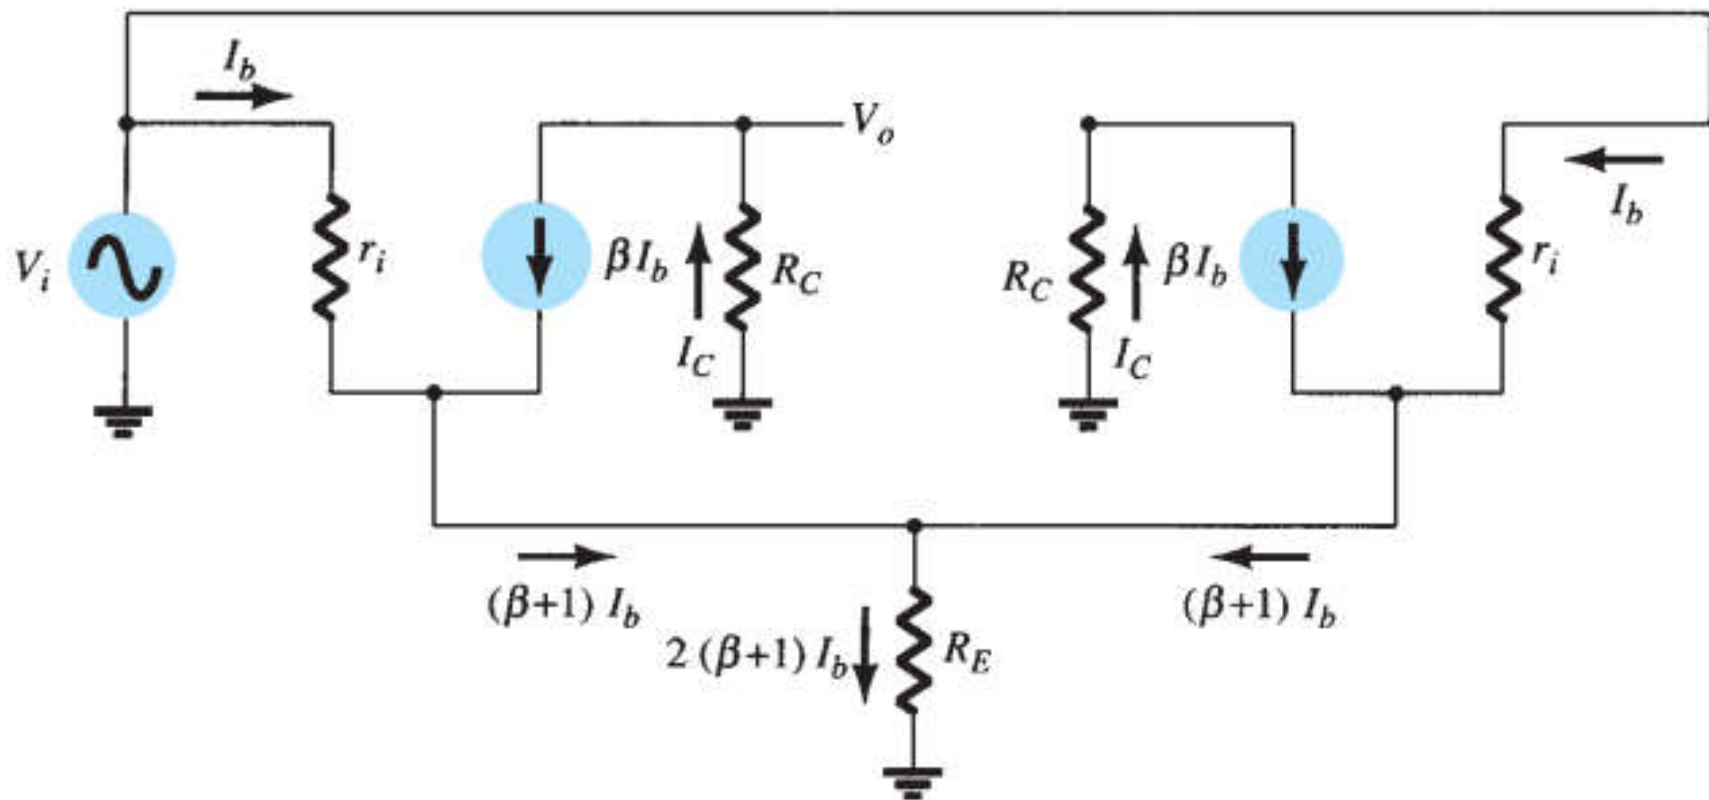 I_b
V_o
I_b
V_i
r_i
βI_b
R_C
R_C
βI_b
r_i
I_C
I_C
(β+1) I_b
(β+1) I_b
2 (β+1) I_b
R_E